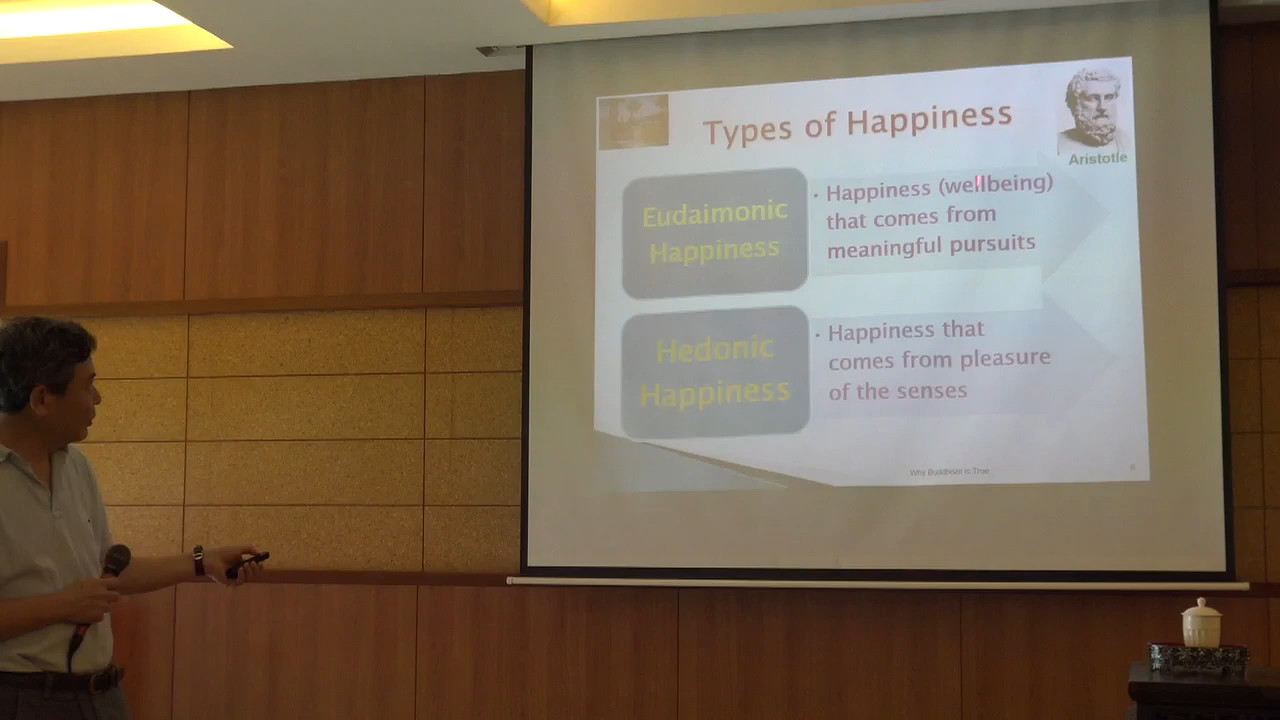 Types of Happiness
Aristotle
Eudaimonic
Happiness
• Happiness (wellbeing)
that comes from
meaningful pursuits
Hedonic
Happiness
• Happiness that
comes from pleasure
of the senses
Why Buddhism is True